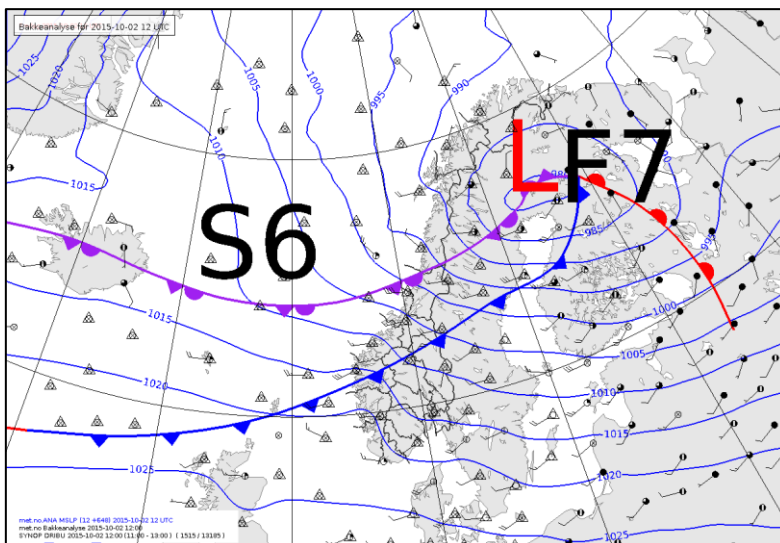 Bakkeanalyse før 2015-10-02 12 UTC
1025
1020
1005
1000
995
990
1010
1015
L
F7
S6
985
995
1015
1000
1005
1020
1010
1015
1025
1020
1025
met.no:ANA MSLP (12 +648) 2015-10-02 12 UTC
met.no Bakkeanalyse 2015-10-02 12:00
SYNOP DRIBU 2015-10-02 12:00 (11:00 - 13:00 ) ( 1515 / 13185 )